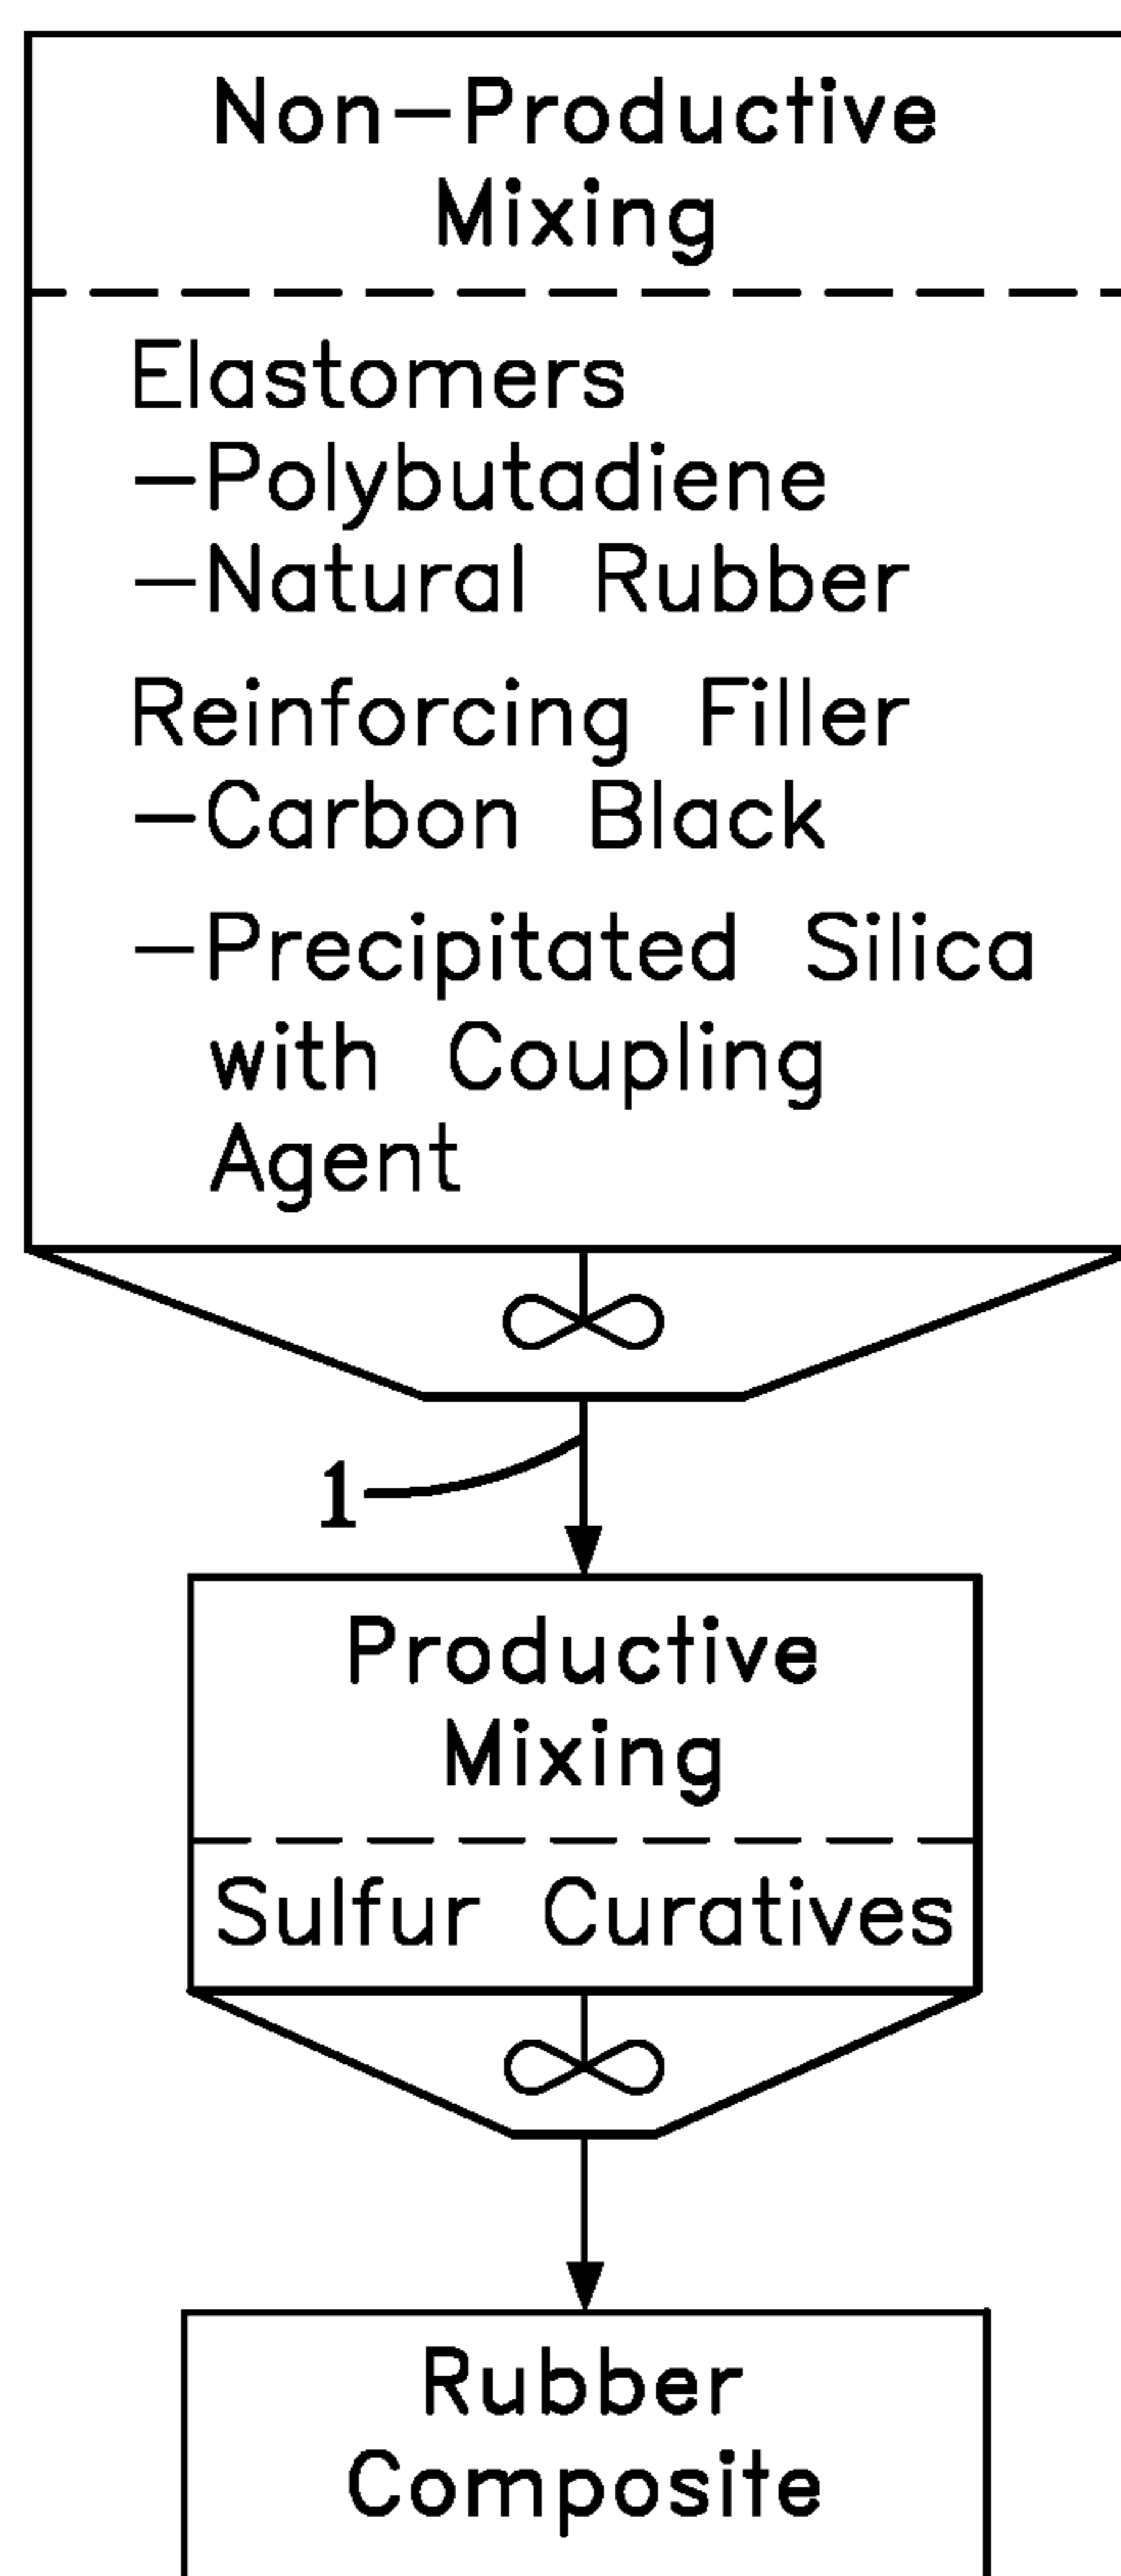 Non-Productive
Mixing
Elastomers
-Polybutadiene
-Natural Rubber
Reinforcing Filler
-Carbon Black
-Precipitated Silica
with Coupling
Agent
1
Productive
Mixing
Sulfur Curatives
Rubber
Composite